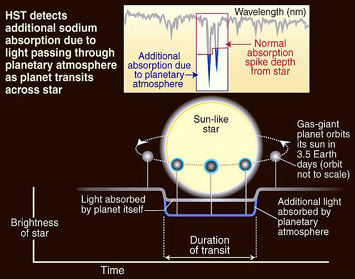 HST detects
additional sodium
absorption due to
light passing through
planetary atmosphere
as planet transits
across star
Wavelength (nm)
Additional
absorption due
to planetary
atmosphere
Normal
absorption
spike depth
from star
Sun-like
star
Gas-giant
planet orbits
its sun in
3.5 Earth
days (orbit
not to scale)
Light absorbed
by planet itself
Additional light
absorbed by
planetary
atmosphere
Brightness
of star
Duration
of transit
Time